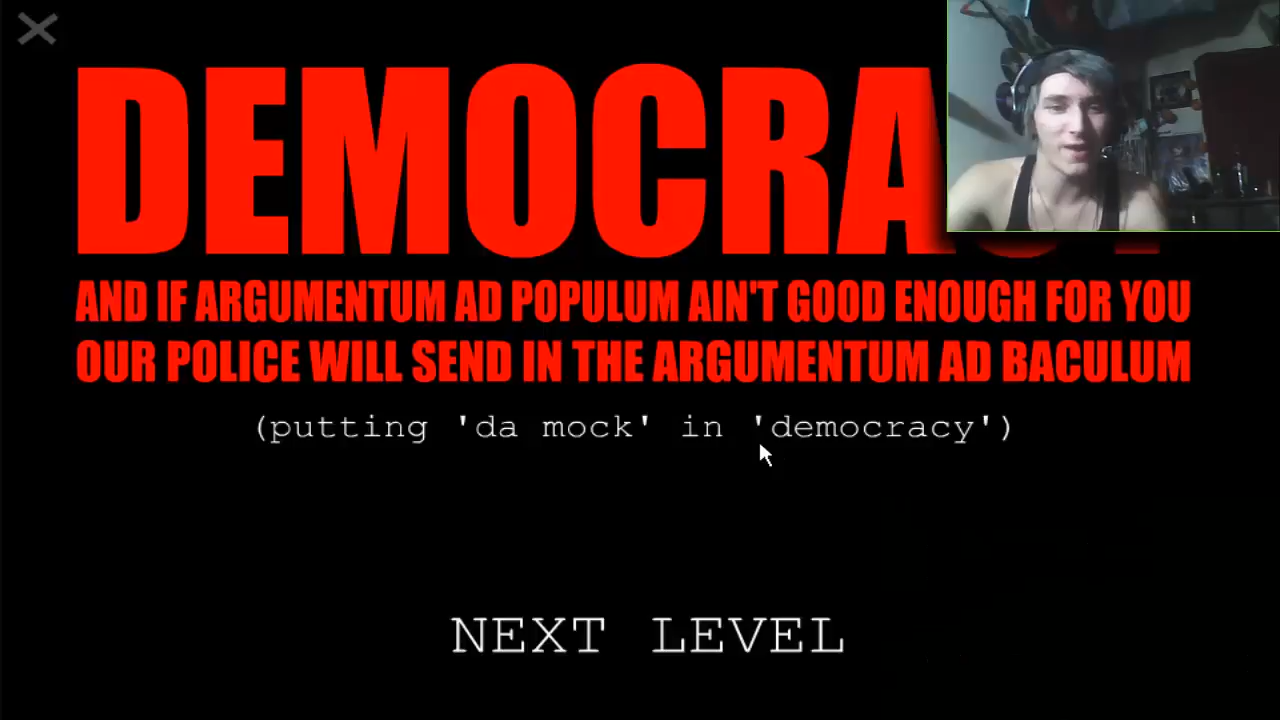 DEMOCRACY
AND IF ARGUMENTUM AD POPULUM AIN'T GOOD ENOUGH FOR YOU
OUR POLICE WILL SEND IN THE ARGUMENTUM AD BACULUM
(putting 'da mock' in 'democracy')
NEXT LEVEL